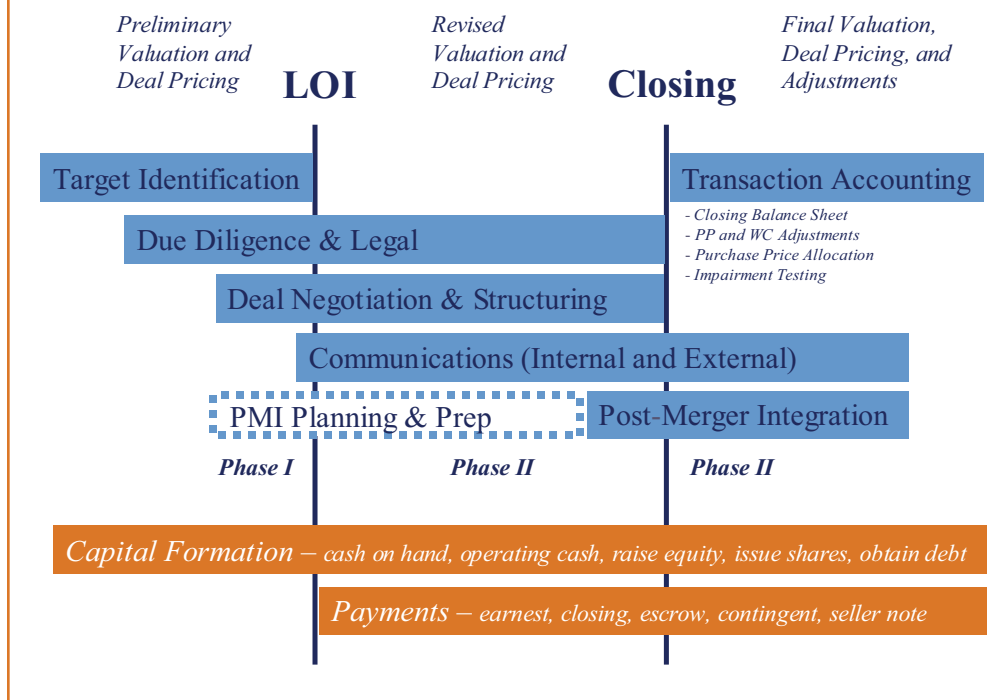 Preliminary
Valuation and
Deal Pricing
LOI
Revised
Valuation and
Deal Pricing
Closing
Final Valuation,
Deal Pricing, and
Adjustments
Target Identification
Transaction Accounting
- Closing Balance Sheet
- PP and WC Adjustments
- Purchase Price Allocation
- Impairment Testing
Due Diligence & Legal
Deal Negotiation & Structuring
Communications (Internal and External)
PMI Planning & Prep
Post-Merger Integration
Phase I
Phase II
Phase II
Capital Formation – cash on hand, operating cash, raise equity, issue shares, obtain debt
Payments – earnest, closing, escrow, contingent, seller note